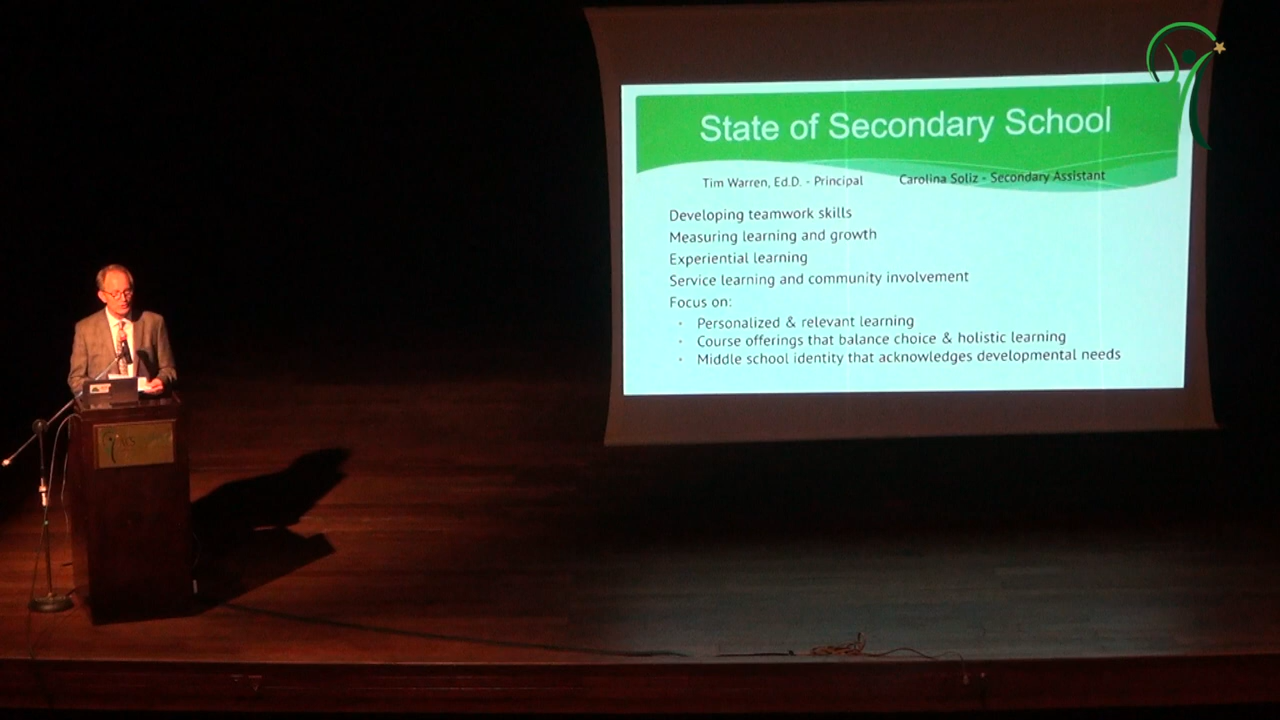 State of Secondary School
Tim Warren, Ed.D. - Principal Carolina Soliz - Secondary Assistant
Developing teamwork skills
Measuring learning and growth
Experiential learning
Service learning and community involvement
Focus on:
· Personalized & relevant learning
· Course offerings that balance choice & holistic learning
· Middle school identity that acknowledges developmental needs